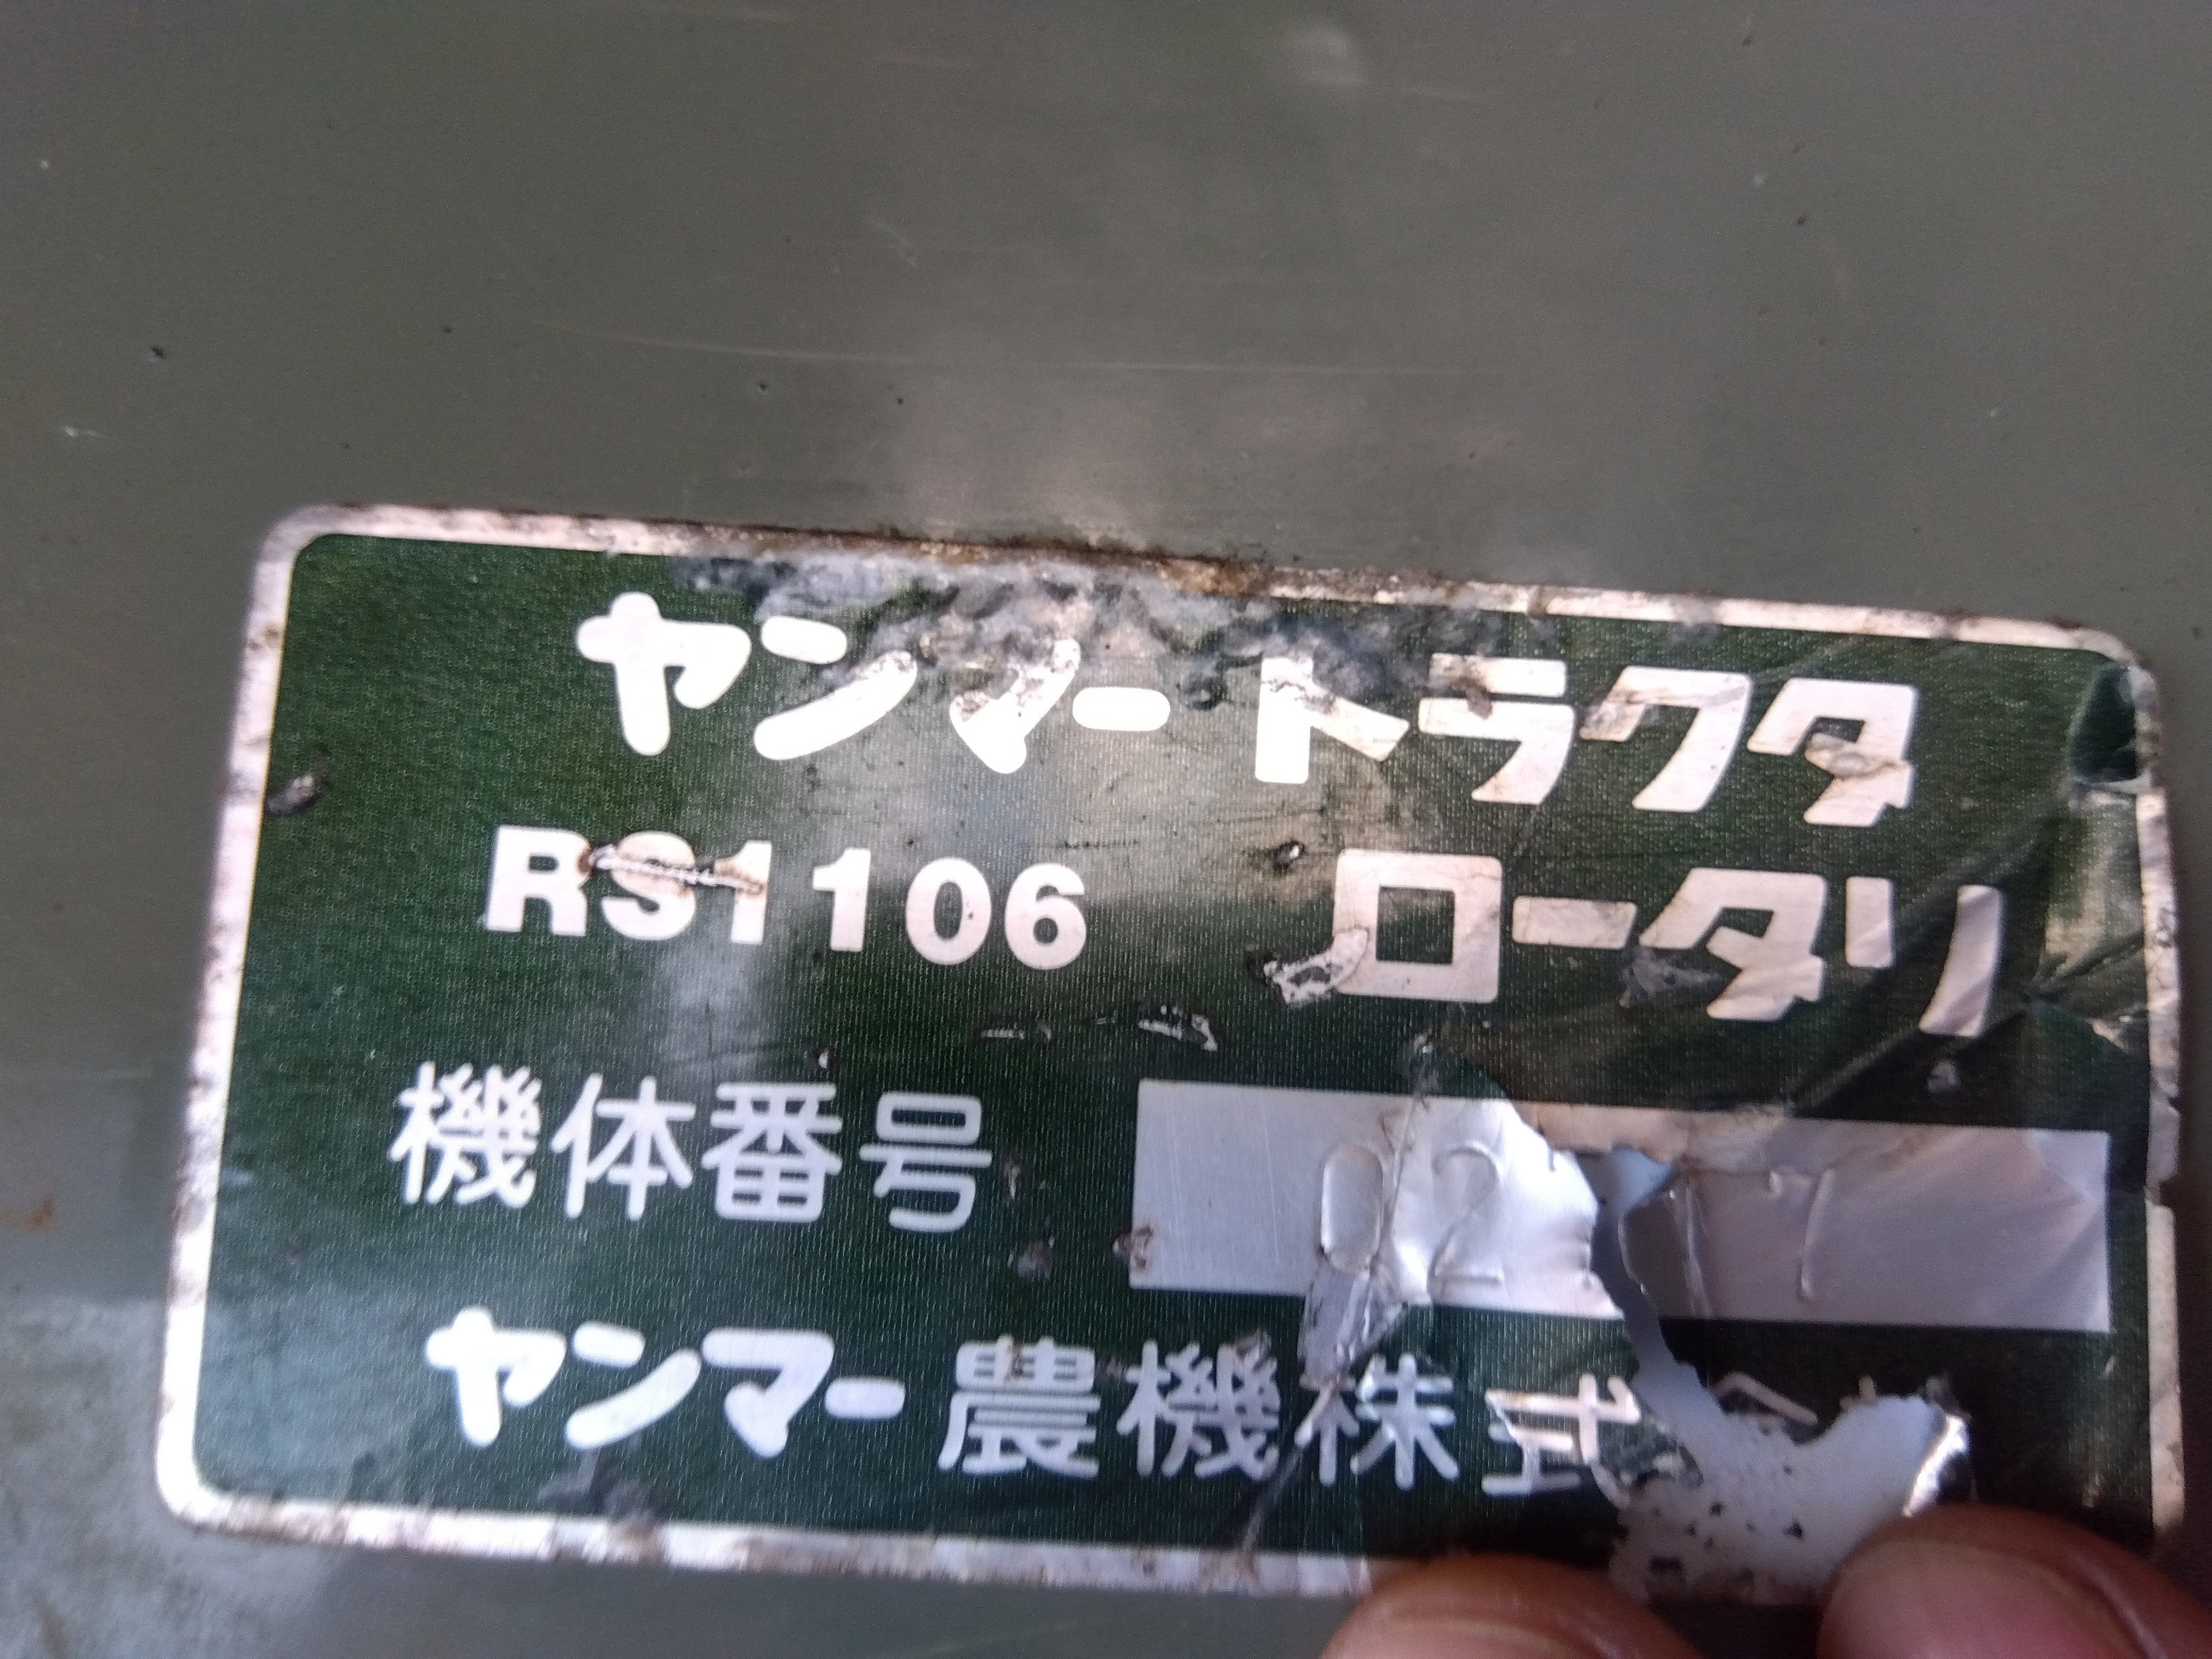 ヤンマートラクタ
RS1106 ロータリ
機体番号 02
ヤンマー農機株式